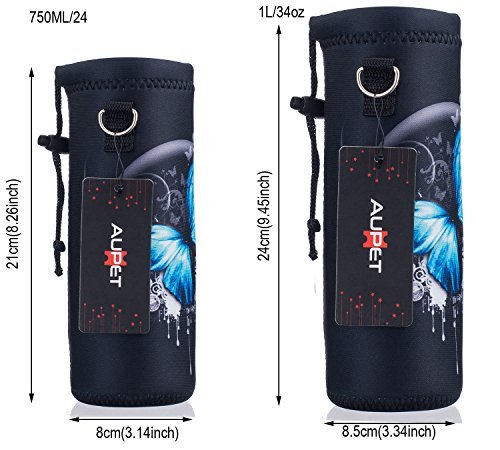 750ML/24
1L/34oz
21cm(8.26inch)
24cm(9.45inch)
AUPET
AUPET
8cm(3.14inch)
8.5cm(3.34inch)